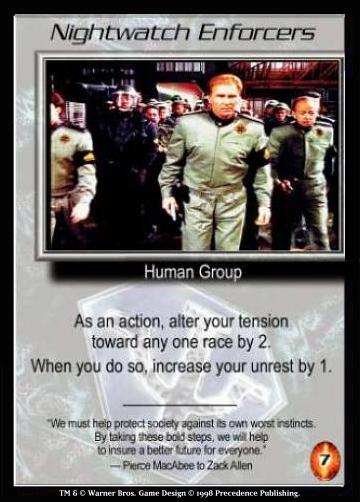 Nightwatch Enforcers
Human Group
As an action, alter your tension
toward any one race by 2.
When you do so, increase your unrest by 1.
“We must help protect society against its own worst instincts.
By taking these bold steps, we will help
to insure a better future for everyone.”
— Pierce MacAbee to Zack Allen
7
TM & © Warner Bros. Game Design © 1998 Precedence Publishing.